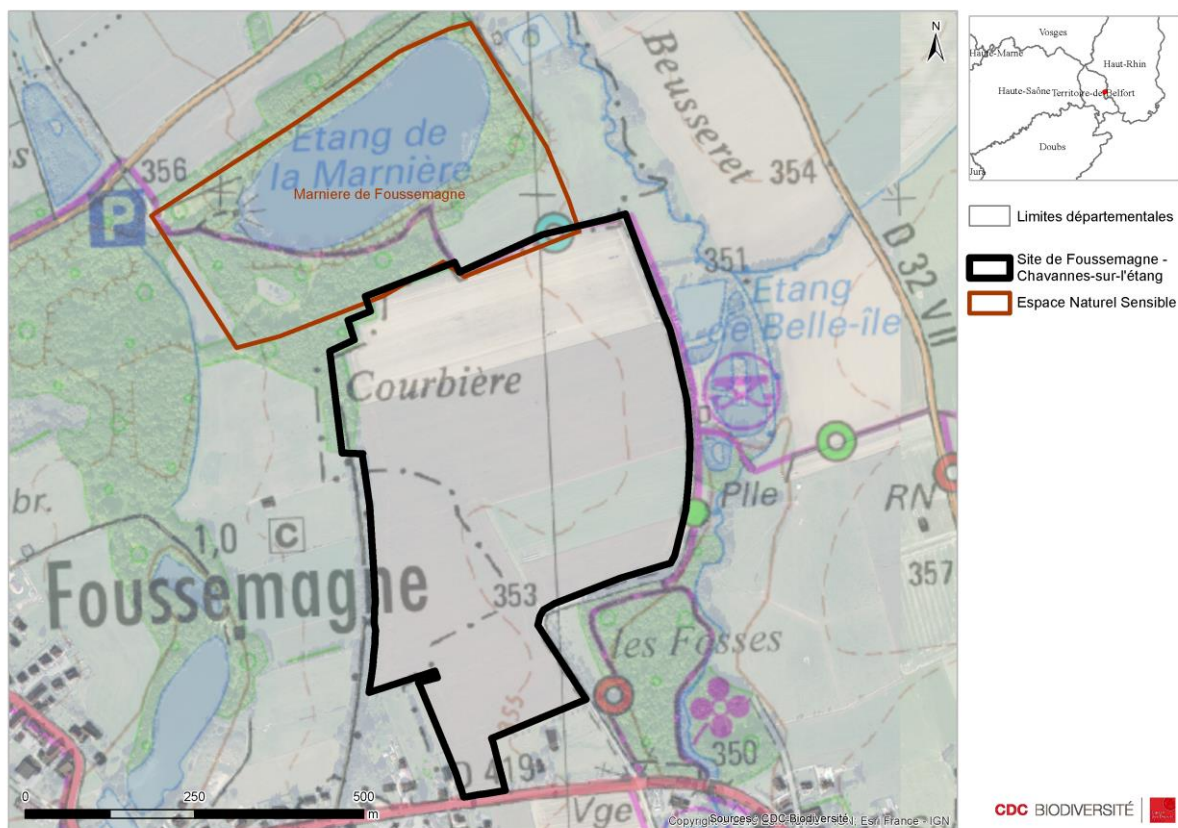 N
Beusseret
Etang de
la Marnière
Marniere de Foussemagne
356
P
354
351
D 32 VII
Etang
de Belle-île
Courbière
Plle
RN
br.
1,0
C
Foussemagne
353
357
les Fosses
350
D 419
Vge
0
250
500
m
Sources: CDC-Biodiversité
Esri France - IGN
Vosges
Haute-Marne
Haut-Rhin
Haute-Saône
Territoire-de-Belfort
Doubs
Jura
Limites départementales
Site de Foussemagne -
Chavannes-sur-l'étang
Espace Naturel Sensible
CDC BIODIVERSITÉ